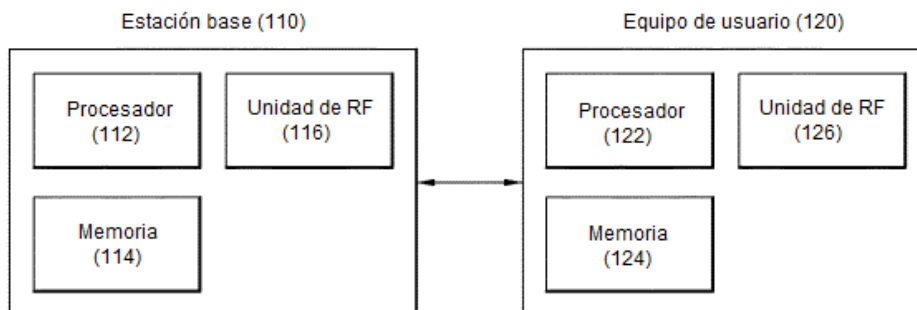 Estación base (110)
Procesador
(112)
Unidad de RF
(116)
Memoria
(114)
Equipo de usuario (120)
Procesador
(122)
Unidad de RF
(126)
Memoria
(124)